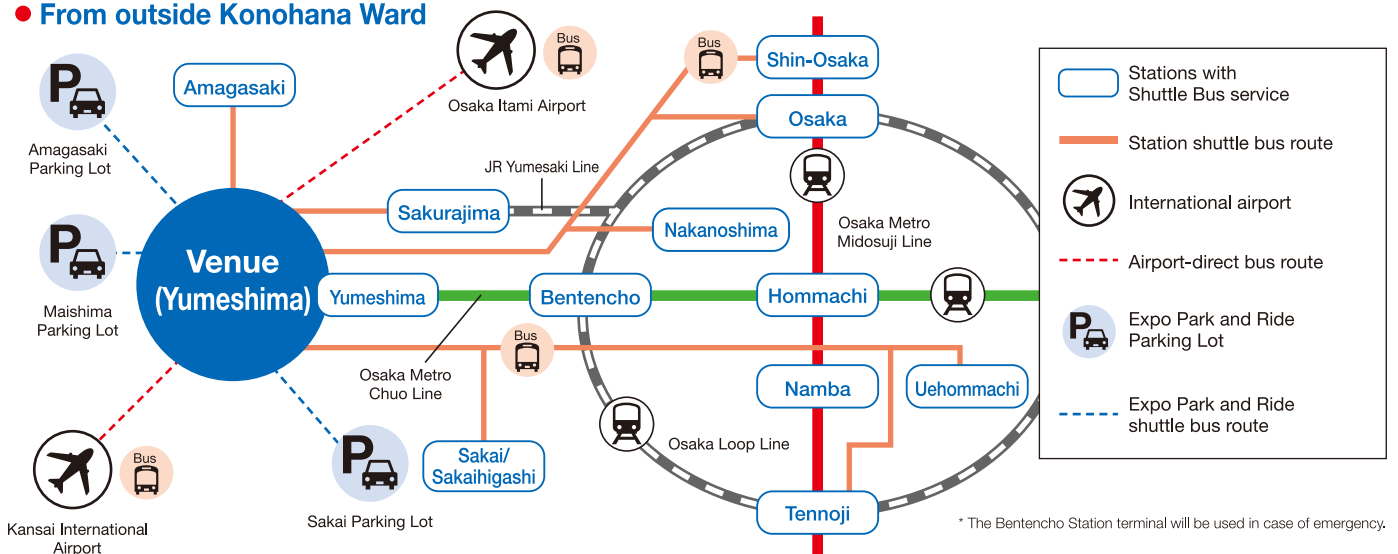 From outside Konohana Ward
P
Amagasaki
Parking Lot
Amagasaki
Osaka Itami Airport
Bus
Bus
Shin-Osaka
Osaka
JR Yumesaki Line
Sakurajima
Nakanoshima
Osaka Metro
Midosuji Line
P
Maishima
Parking Lot
Venue
(Yumeshima)
Yumeshima
Bentencho
Hommachi
Bus
Osaka Metro
Chuo Line
Namba
Uehommachi
Osaka Loop Line
Sakai/
Sakaihigashi
Tennoji
Kansai International
Airport
Bus
P
Sakai Parking Lot
Stations with
Shuttle Bus service
Station shuttle bus route
International airport
Airport-direct bus route
P
Expo Park and Ride
Parking Lot
Expo Park and Ride
shuttle bus route
* The Bentencho Station terminal will be used in case of emergency.